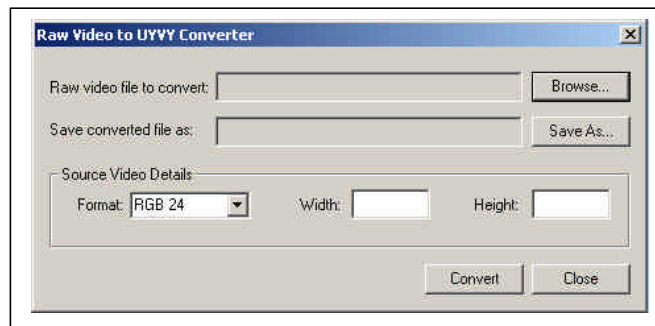 Raw Video to UYVY Converter
Raw video file to convert: Browse...
Save converted file as: Save As...
Source Video Details
Format: RGB 24 Width: Height:
Convert Close